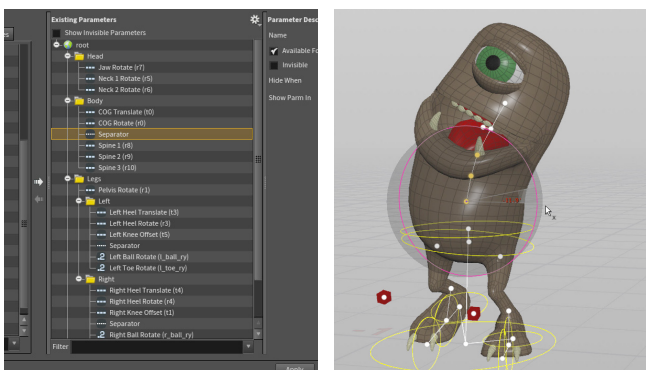 Existing Parameters
Parameter Desc
Show Invisible Parameters
Name
root
Head
Available Fo
Jaw Rotate (r7)
Invisible
Neck 1 Rotate (r5)
Hide When
Neck 2 Rotate (r6)
Body
Show Parm In
COG Translate (t0)
COG Rotate (r0)
Separator
Spine 1 (r8)
Spine 2 (r9)
Spine 3 (r10)
Legs
Pelvis Rotate (r1)
Left
Left Heel Translate (t3)
Left Heel Rotate (r3)
Left Knee Offset (t5)
Separator
Left Ball Rotate (l_ball_ry)
Left Toe Rotate (l_toe_ry)
Right
Right Heel Translate (t4)
Right Heel Rotate (r4)
Right Knee Offset (t1)
Separator
Right Ball Rotate (r_ball_ry)
Filter
Apply